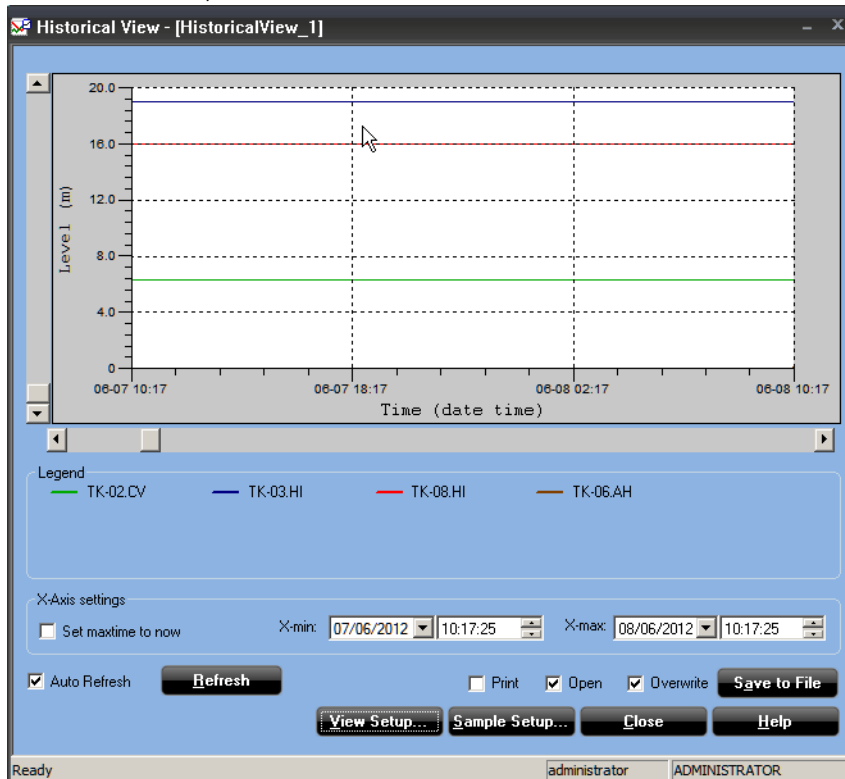 Historical View - [HistoricalView_1]
20.0
16.0
12.0
8.0
4.0
0
Level (m)
06-07 10:17 06-07 18:17 06-08 02:17 06-08 10:17
Time (date time)
Legend
TK-02.CV TK-03.HI TK-08.HI TK-06.AH
X-Axis settings
Set maxtime to now X-min: 07/06/2012 10:17:25 X-max: 08/06/2012 10:17:25
Auto Refresh Refresh Print Open Overwrite Save to File
View Setup... Sample Setup... Close Help
Ready administrator ADMINISTRATOR